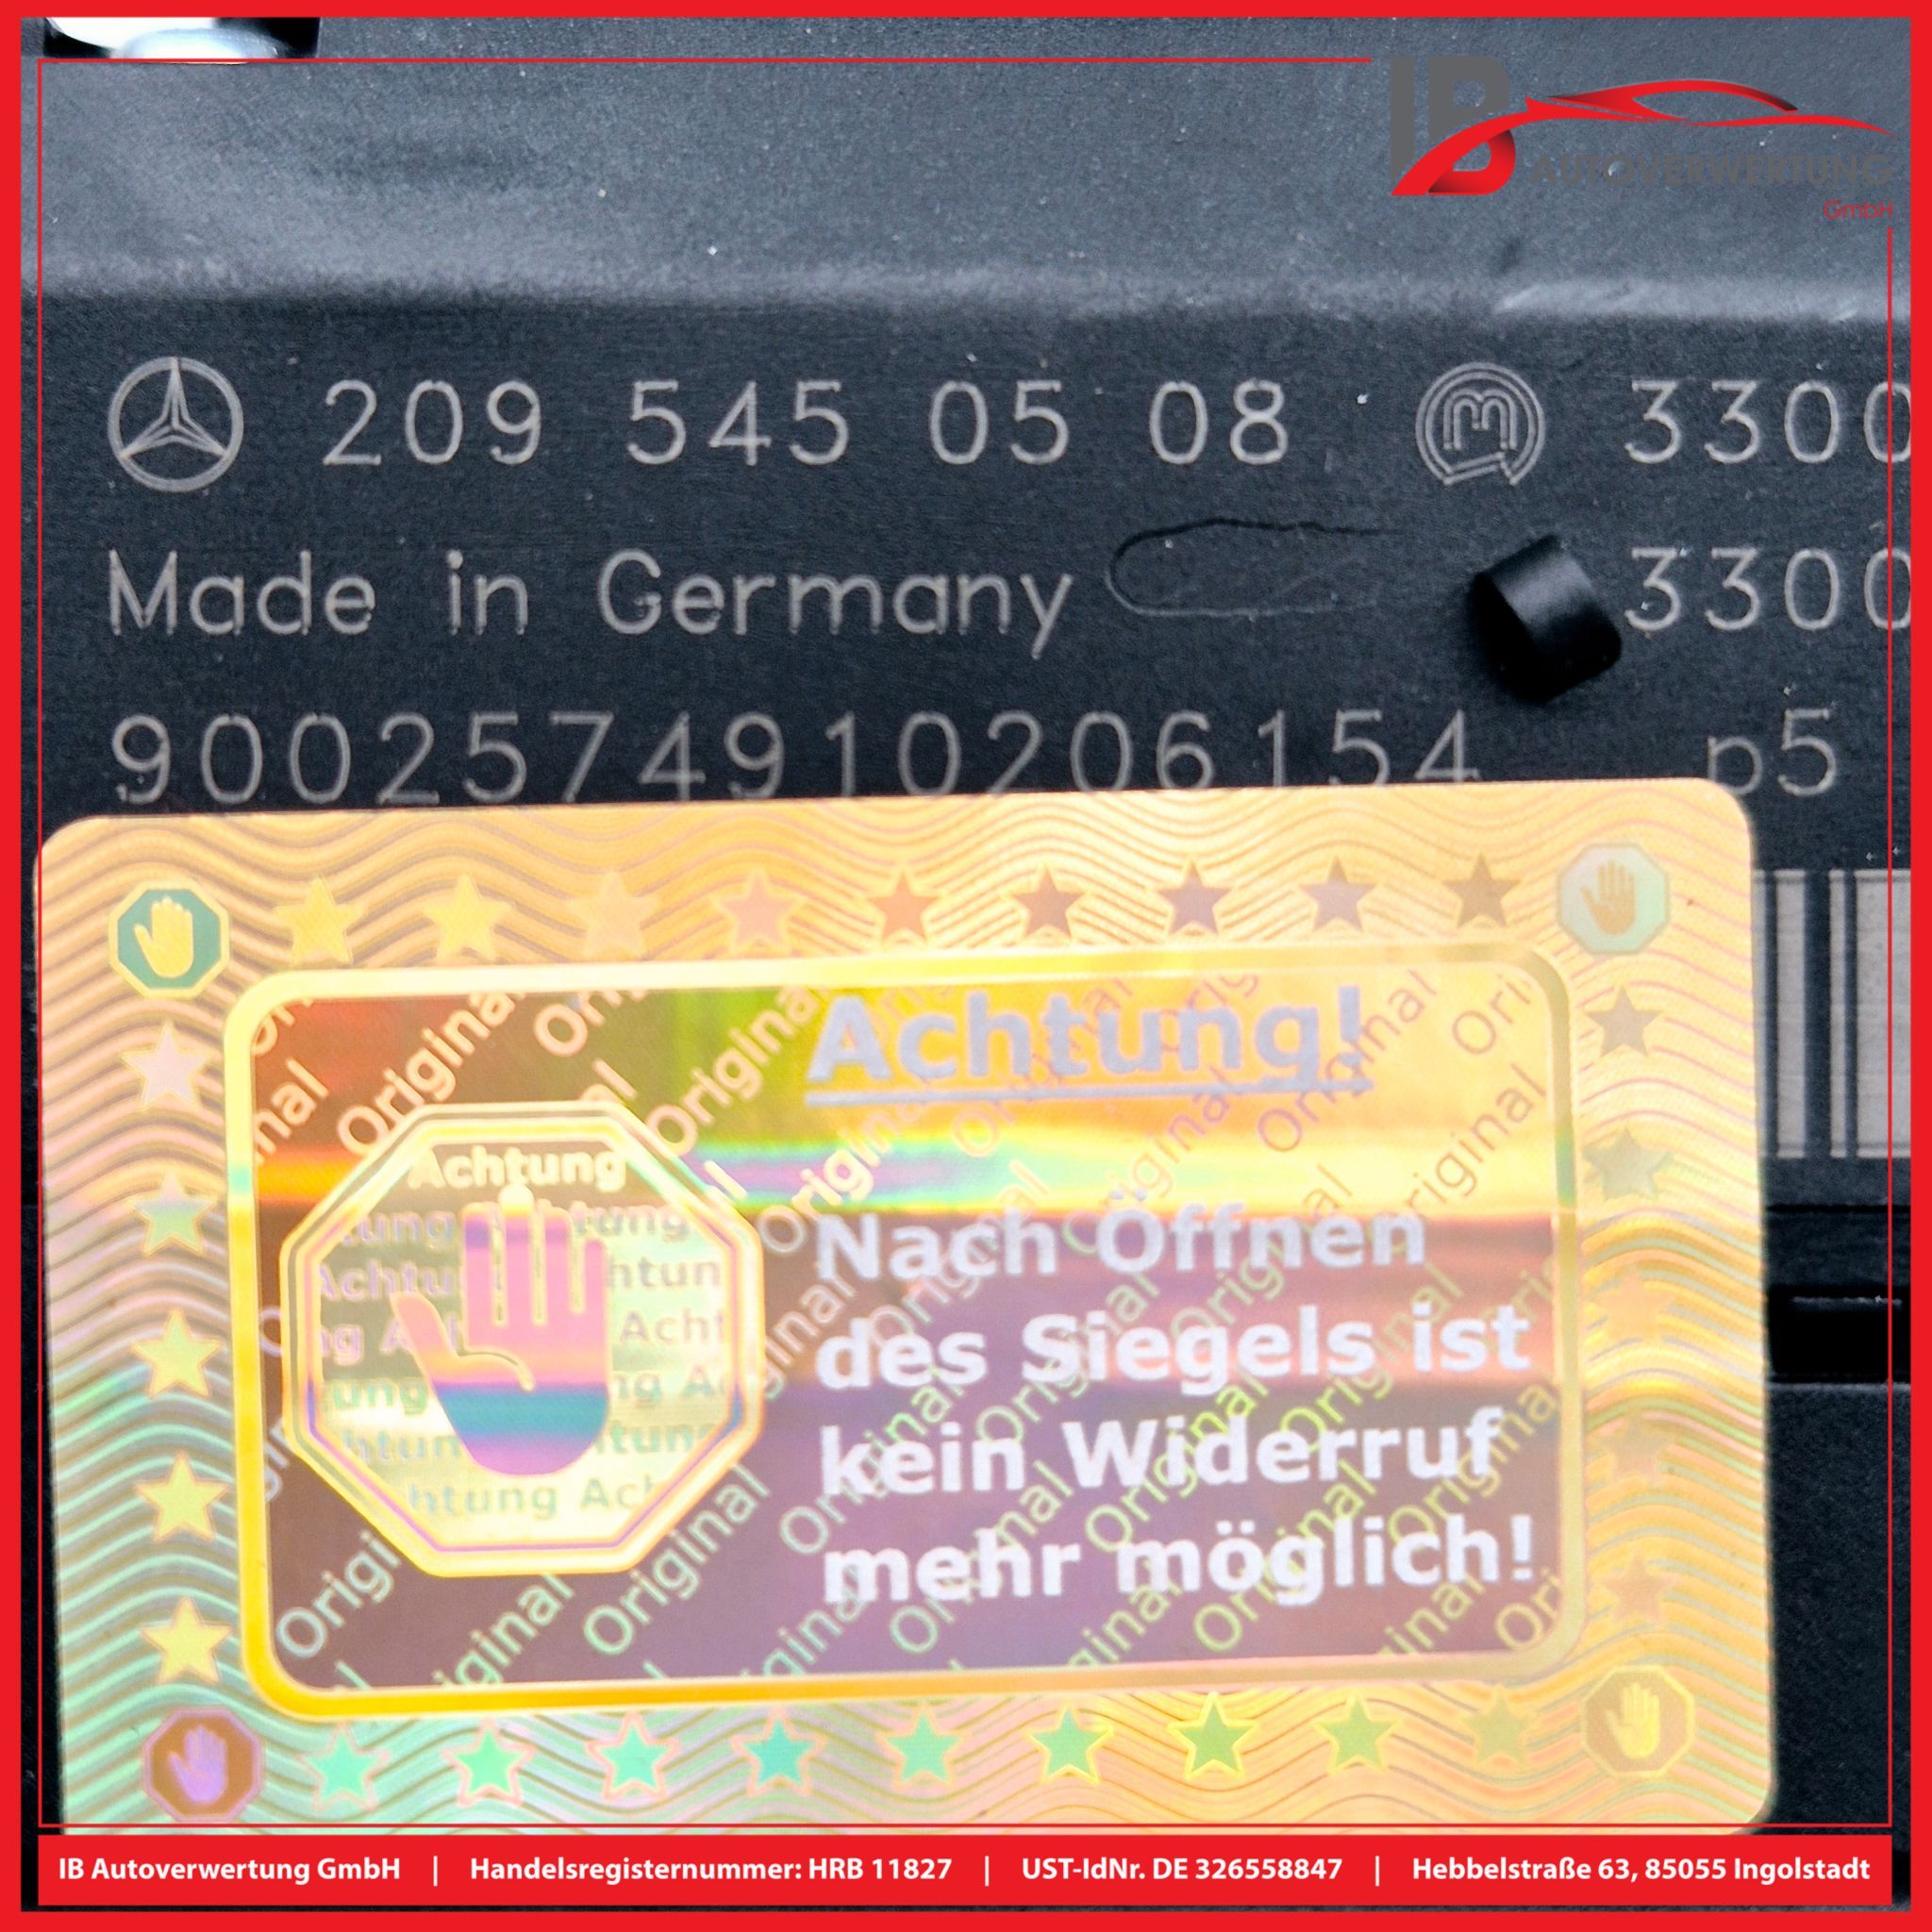 IB
AUTOVERWERTUNG
GmbH
209 545 05 08 3300
Made in Germany 3300
9002574910206154 p5
Achtung!
Achtung
Nach Öffnen
des Siegels ist
kein Widerruf
mehr möglich!
Original
IB Autoverwertung GmbH | Handelsregisternummer: HRB 11827 | UST-IdNr. DE 326558847 | Hebbelstraße 63, 85055 Ingolstadt